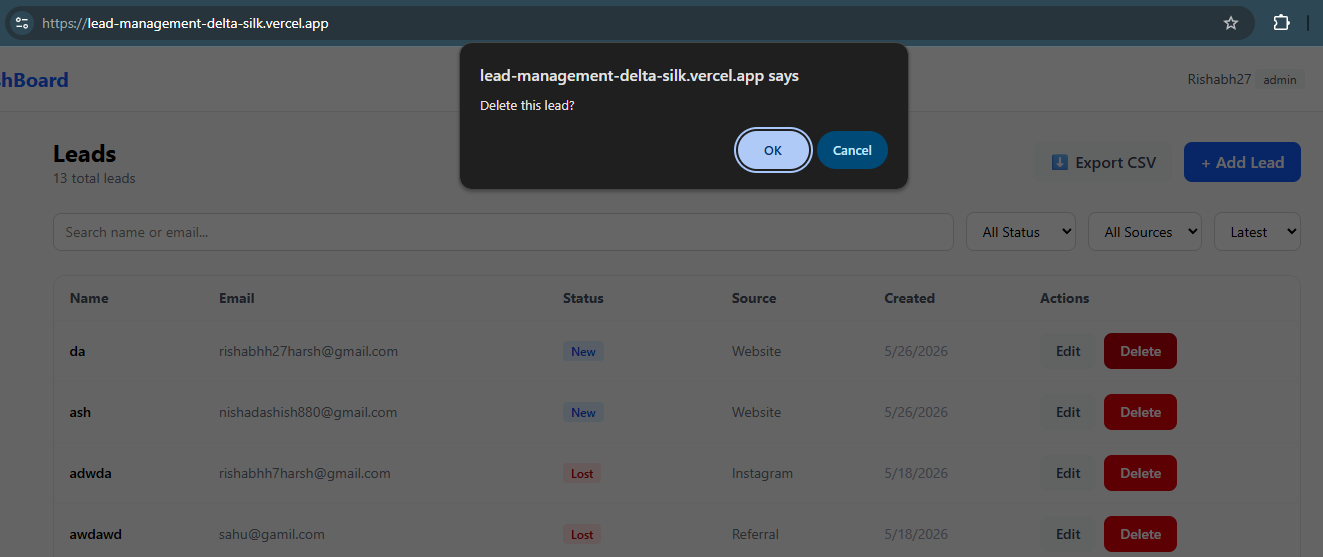 https://lead-management-delta-silk.vercel.app
lead-management-delta-silk.vercel.app says
Delete this lead?
OK Cancel
hBoard
Rishabh27 admin
Leads
13 total leads
Export CSV + Add Lead
Search name or email... All Status All Sources Latest
Name Email Status Source Created Actions
da rishabhh27harsh@gmail.com New Website 5/26/2026 Edit Delete
ash nishadashish880@gmail.com New Website 5/26/2026 Edit Delete
adwda rishabhh7harsh@gmail.com Lost Instagram 5/18/2026 Edit Delete
awdawd sahu@gamil.com Lost Referral 5/18/2026 Edit Delete